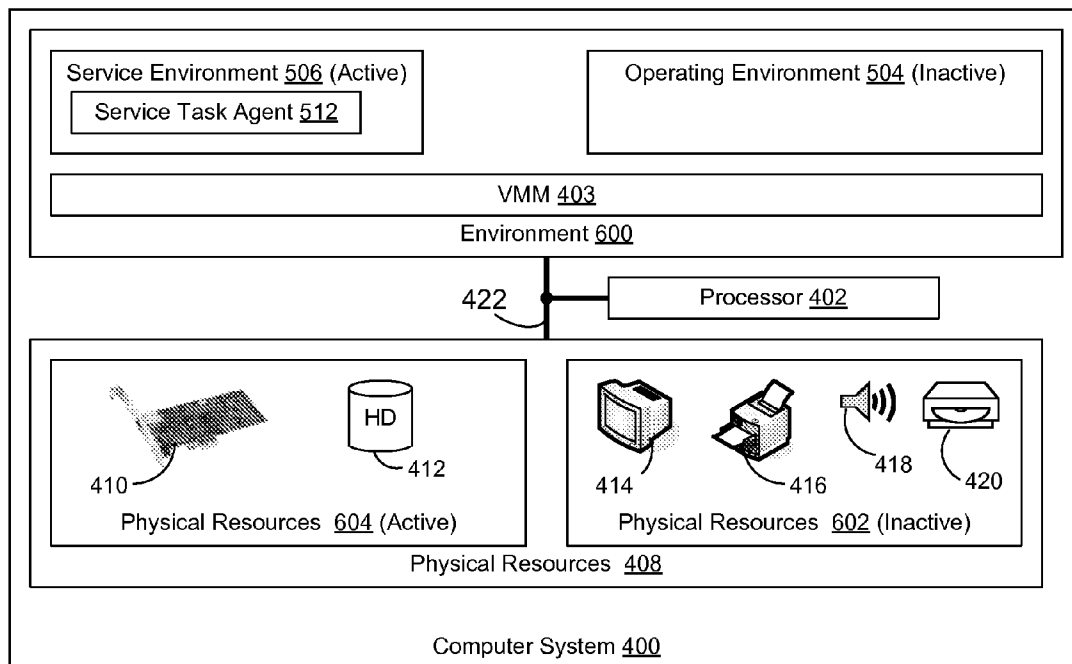 Service Environment 506 (Active)
Service Task Agent 512
Operating Environment 504 (Inactive)
VMM 403
Environment 600
422
Processor 402
HD
410
412
414
416
418
420
Physical Resources 604 (Active)
Physical Resources 602 (Inactive)
Physical Resources 408
Computer System 400